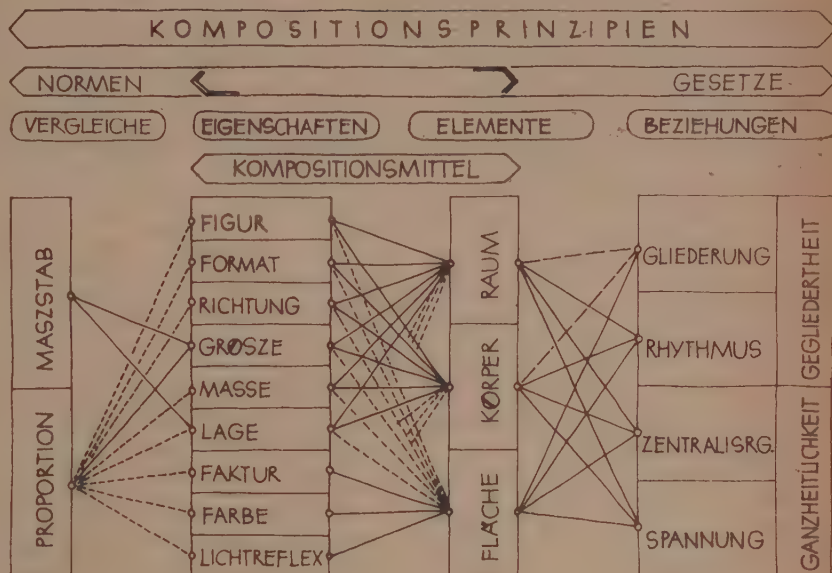 KOMPOSITIONSPRINZIPIEN
NORMEN GESETZE
VERGLEICHE EIGENSCHAFTEN ELEMENTE BEZIEHUNGEN
KOMPOSITIONSMITTEL
MASZSTAB
PROPORTION
FIGUR
FORMAT
RICHTUNG
GRØSZE
MASSE
LAGE
FAKTUR
FARBE
LICHTREFLEX
RAUM
KØRPER
FLÄCHE
GLIEDERUNG
RHYTHMUS
ZENTRALISRG.
SPANNUNG
GEGLIEDERTHEIT
GANZHEITLICHKEIT